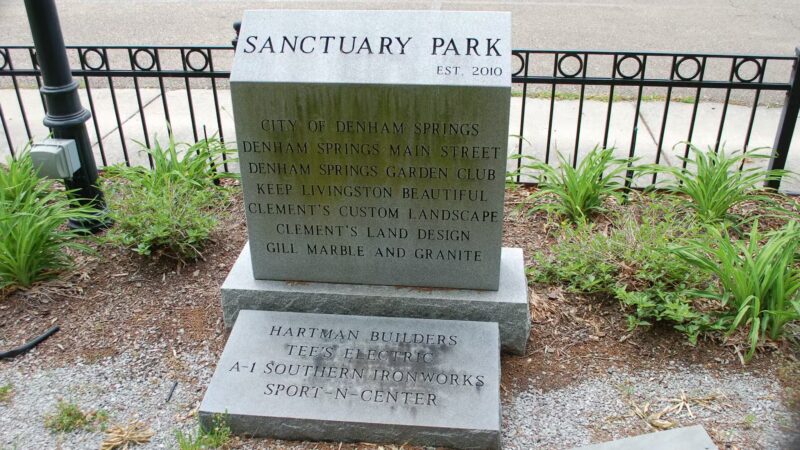 SANCTUARY PARK
EST. 2010
CITY OF DENHAM SPRINGS
DENHAM SPRINGS MAIN STREET
DENHAM SPRINGS GARDEN CLUB
KEEP LIVINGSTON BEAUTIFUL
CLEMENT'S CUSTOM LANDSCAPE
CLEMENT'S LAND DESIGN
GILL MARBLE AND GRANITE
HARTMAN BUILDERS
TEE'S ELECTRIC
A-1 SOUTHERN IRONWORKS
SPORT-N-CENTER